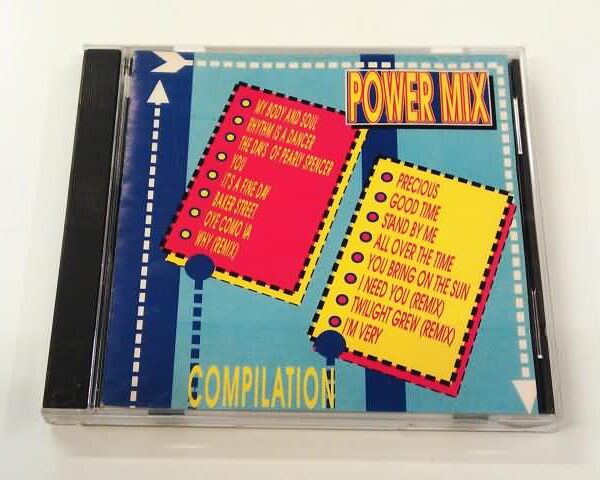 POWER MIX
MY BODY AND SOUL
RHYTHM IS A DANCER
THE DAYS OF PEARLY SPENCER
YOU
IT'S A FINE DAY
BAKER STREET
OYE COMO VA
WHY (REMIX)
PRECIOUS
GOOD TIME
STAND BY ME
ALL OVER THE TIME
YOU BRING ON THE SUN
I NEED YOU (REMIX)
TWILIGHT GREW (REMIX)
I'M VERY
COMPILATION